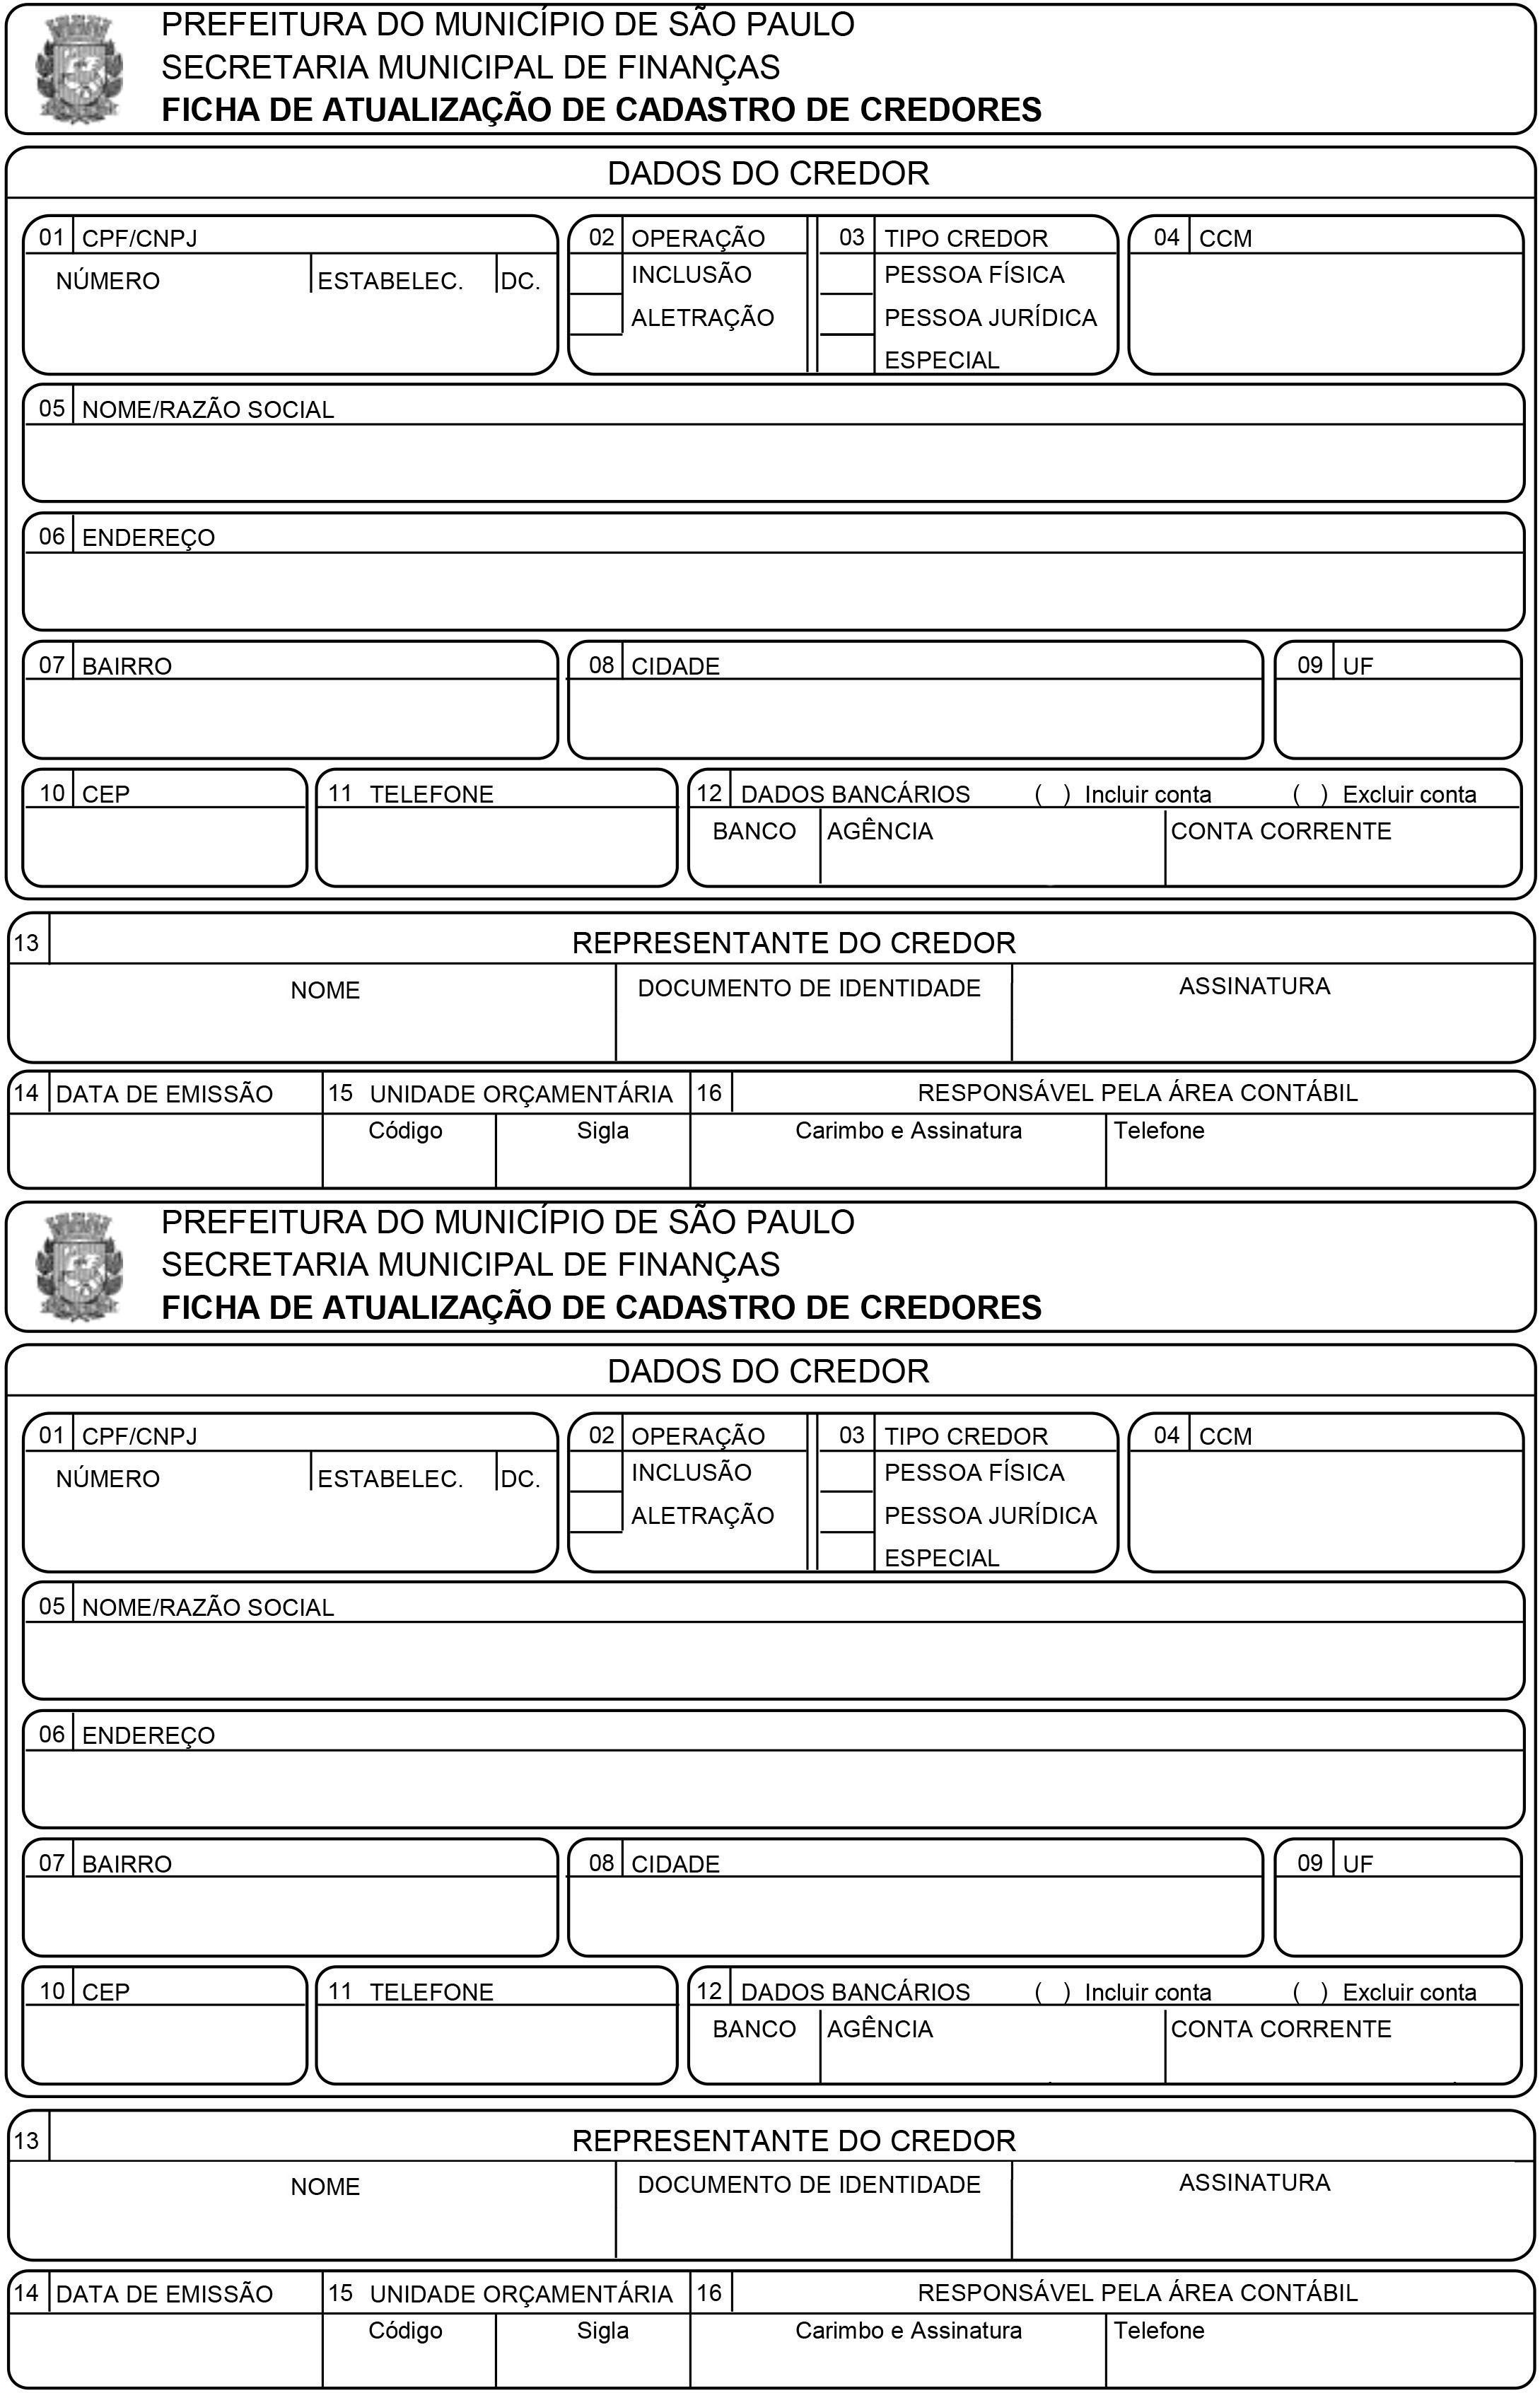 PREFEITURA DO MUNICÍPIO DE SÃO PAULO
SECRETARIA MUNICIPAL DE FINANÇAS
FICHA DE ATUALIZAÇÃO DE CADASTRO DE CREDORES
DADOS DO CREDOR
01 CPF/CNPJ 02 OPERAÇÃO 03 TIPO CREDOR 04 CCM
NÚMERO ESTABELEC. DC. INCLUSÃO PESSOA FÍSICA
ALETRAÇÃO PESSOA JURÍDICA
ESPECIAL
05 NOME/RAZÃO SOCIAL
06 ENDEREÇO
07 BAIRRO 08 CIDADE 09 UF
10 CEP 11 TELEFONE 12 DADOS BANCÁRIOS ( ) Incluir conta ( ) Excluir conta
BANCO AGÊNCIA CONTA CORRENTE
13 REPRESENTANTE DO CREDOR
NOME DOCUMENTO DE IDENTIDADE ASSINATURA
14 DATA DE EMISSÃO 15 UNIDADE ORÇAMENTÁRIA 16 RESPONSÁVEL PELA ÁREA CONTÁBIL
Código Sigla Carimbo e Assinatura Telefone
PREFEITURA DO MUNICÍPIO DE SÃO PAULO
SECRETARIA MUNICIPAL DE FINANÇAS
FICHA DE ATUALIZAÇÃO DE CADASTRO DE CREDORES
DADOS DO CREDOR
01 CPF/CNPJ 02 OPERAÇÃO 03 TIPO CREDOR 04 CCM
NÚMERO ESTABELEC. DC. INCLUSÃO PESSOA FÍSICA
ALETRAÇÃO PESSOA JURÍDICA
ESPECIAL
05 NOME/RAZÃO SOCIAL
06 ENDEREÇO
07 BAIRRO 08 CIDADE 09 UF
10 CEP 11 TELEFONE 12 DADOS BANCÁRIOS ( ) Incluir conta ( ) Excluir conta
BANCO AGÊNCIA CONTA CORRENTE
13 REPRESENTANTE DO CREDOR
NOME DOCUMENTO DE IDENTIDADE ASSINATURA
14 DATA DE EMISSÃO 15 UNIDADE ORÇAMENTÁRIA 16 RESPONSÁVEL PELA ÁREA CONTÁBIL
Código Sigla Carimbo e Assinatura Telefone